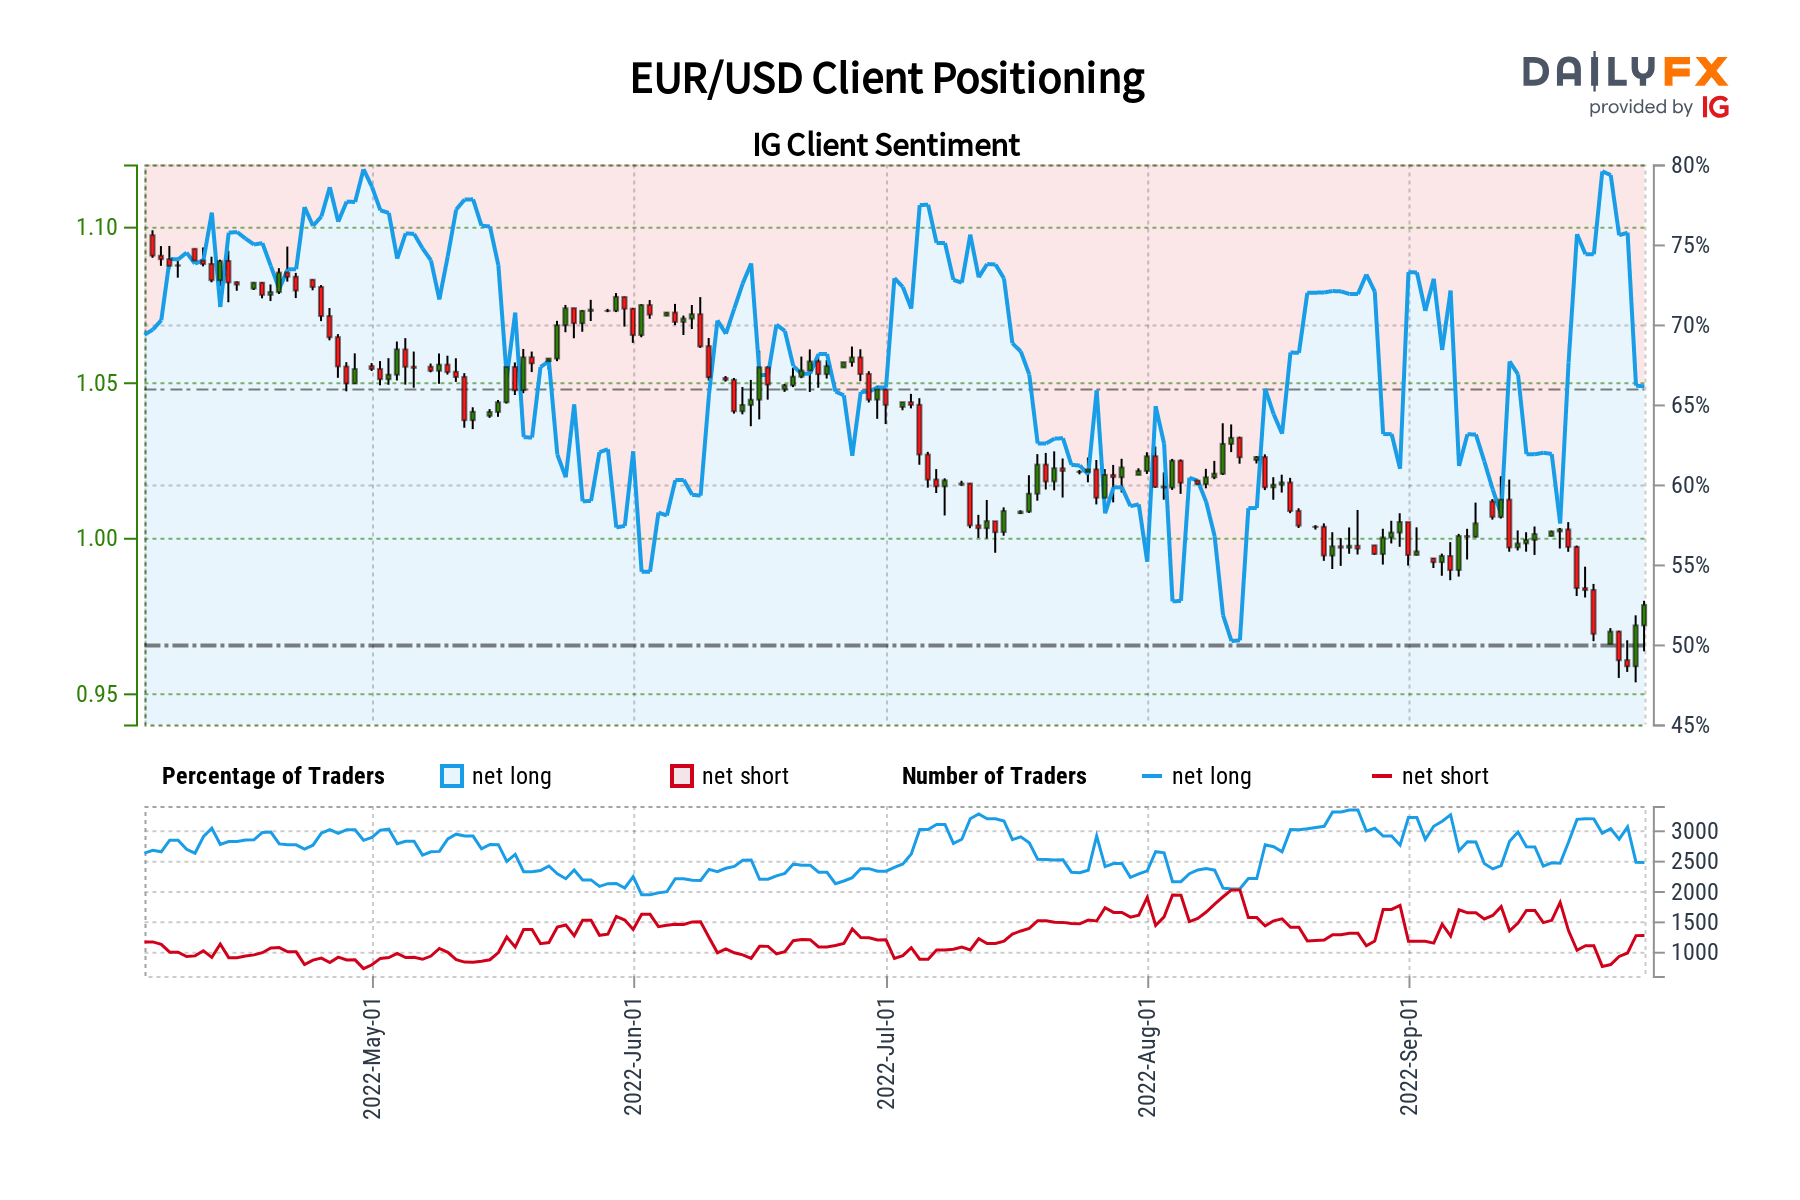 EUR/USD Client Positioning
DAILYFX
provided by IG
IG Client Sentiment
1.10
1.05
1.00
0.95
80%
75%
70%
65%
60%
55%
50%
45%
Percentage of Traders net long net short Number of Traders net long net short
3000
2500
2000
1500
1000
2022-May-01
2022-Jun-01
2022-Jul-01
2022-Aug-01
2022-Sep-01